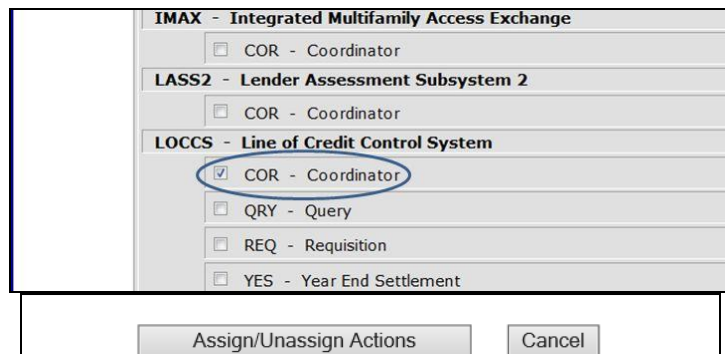 IMAX - Integrated Multifamily Access Exchange
COR - Coordinator
LASS2 - Lender Assessment Subsystem 2
COR - Coordinator
LOCCS - Line of Credit Control System
COR - Coordinator
QRY - Query
REQ - Requisition
YES - Year End Settlement
Assign/Unassign Actions Cancel